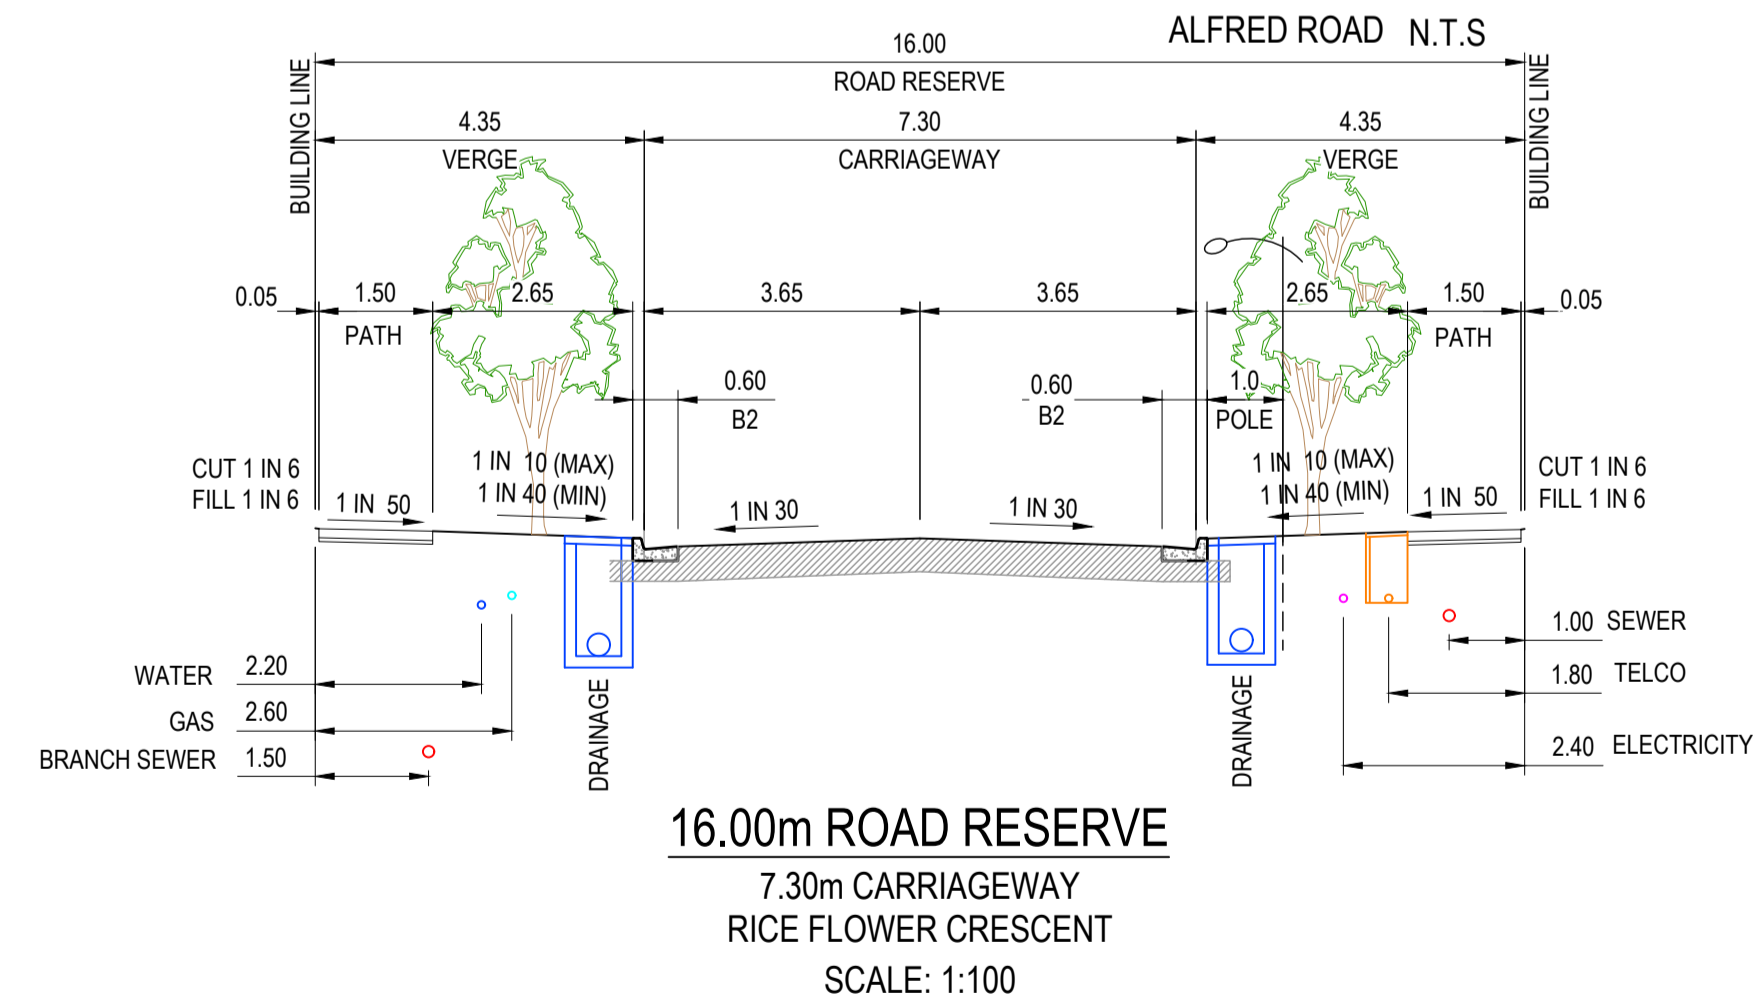 ALFRED ROAD N.T.S
16.00
ROAD RESERVE
BUILDING LINE
BUILDING LINE
4.35
7.30
4.35
VERGE
CARRIAGEWAY
VERGE
0.05
1.50
2.65
3.65
3.65
2.65
1.50
0.05
PATH
PATH
0.60
B2
0.60
B2
1.0
POLE
CUT 1 IN 6
FILL 1 IN 6
1 IN 50
1 IN 10 (MAX)
1 IN 40 (MIN)
1 IN 30
1 IN 30
1 IN 10 (MAX)
1 IN 40 (MIN)
1 IN 50
CUT 1 IN 6
FILL 1 IN 6
WATER 2.20
GAS 2.60
BRANCH SEWER 1.50
DRAINAGE
DRAINAGE
1.00 SEWER
1.80 TELCO
2.40 ELECTRICITY
16.00m ROAD RESERVE
7.30m CARRIAGEWAY
RICE FLOWER CRESCENT
SCALE: 1:100